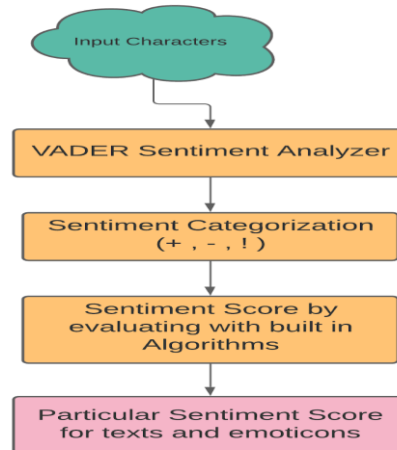 Input Characters
VADER Sentiment Analyzer
Sentiment Categorization
(+ , - , ! )
Sentiment Score by
evaluating with built in
Algorithms
Particular Sentiment Score
for texts and emoticons